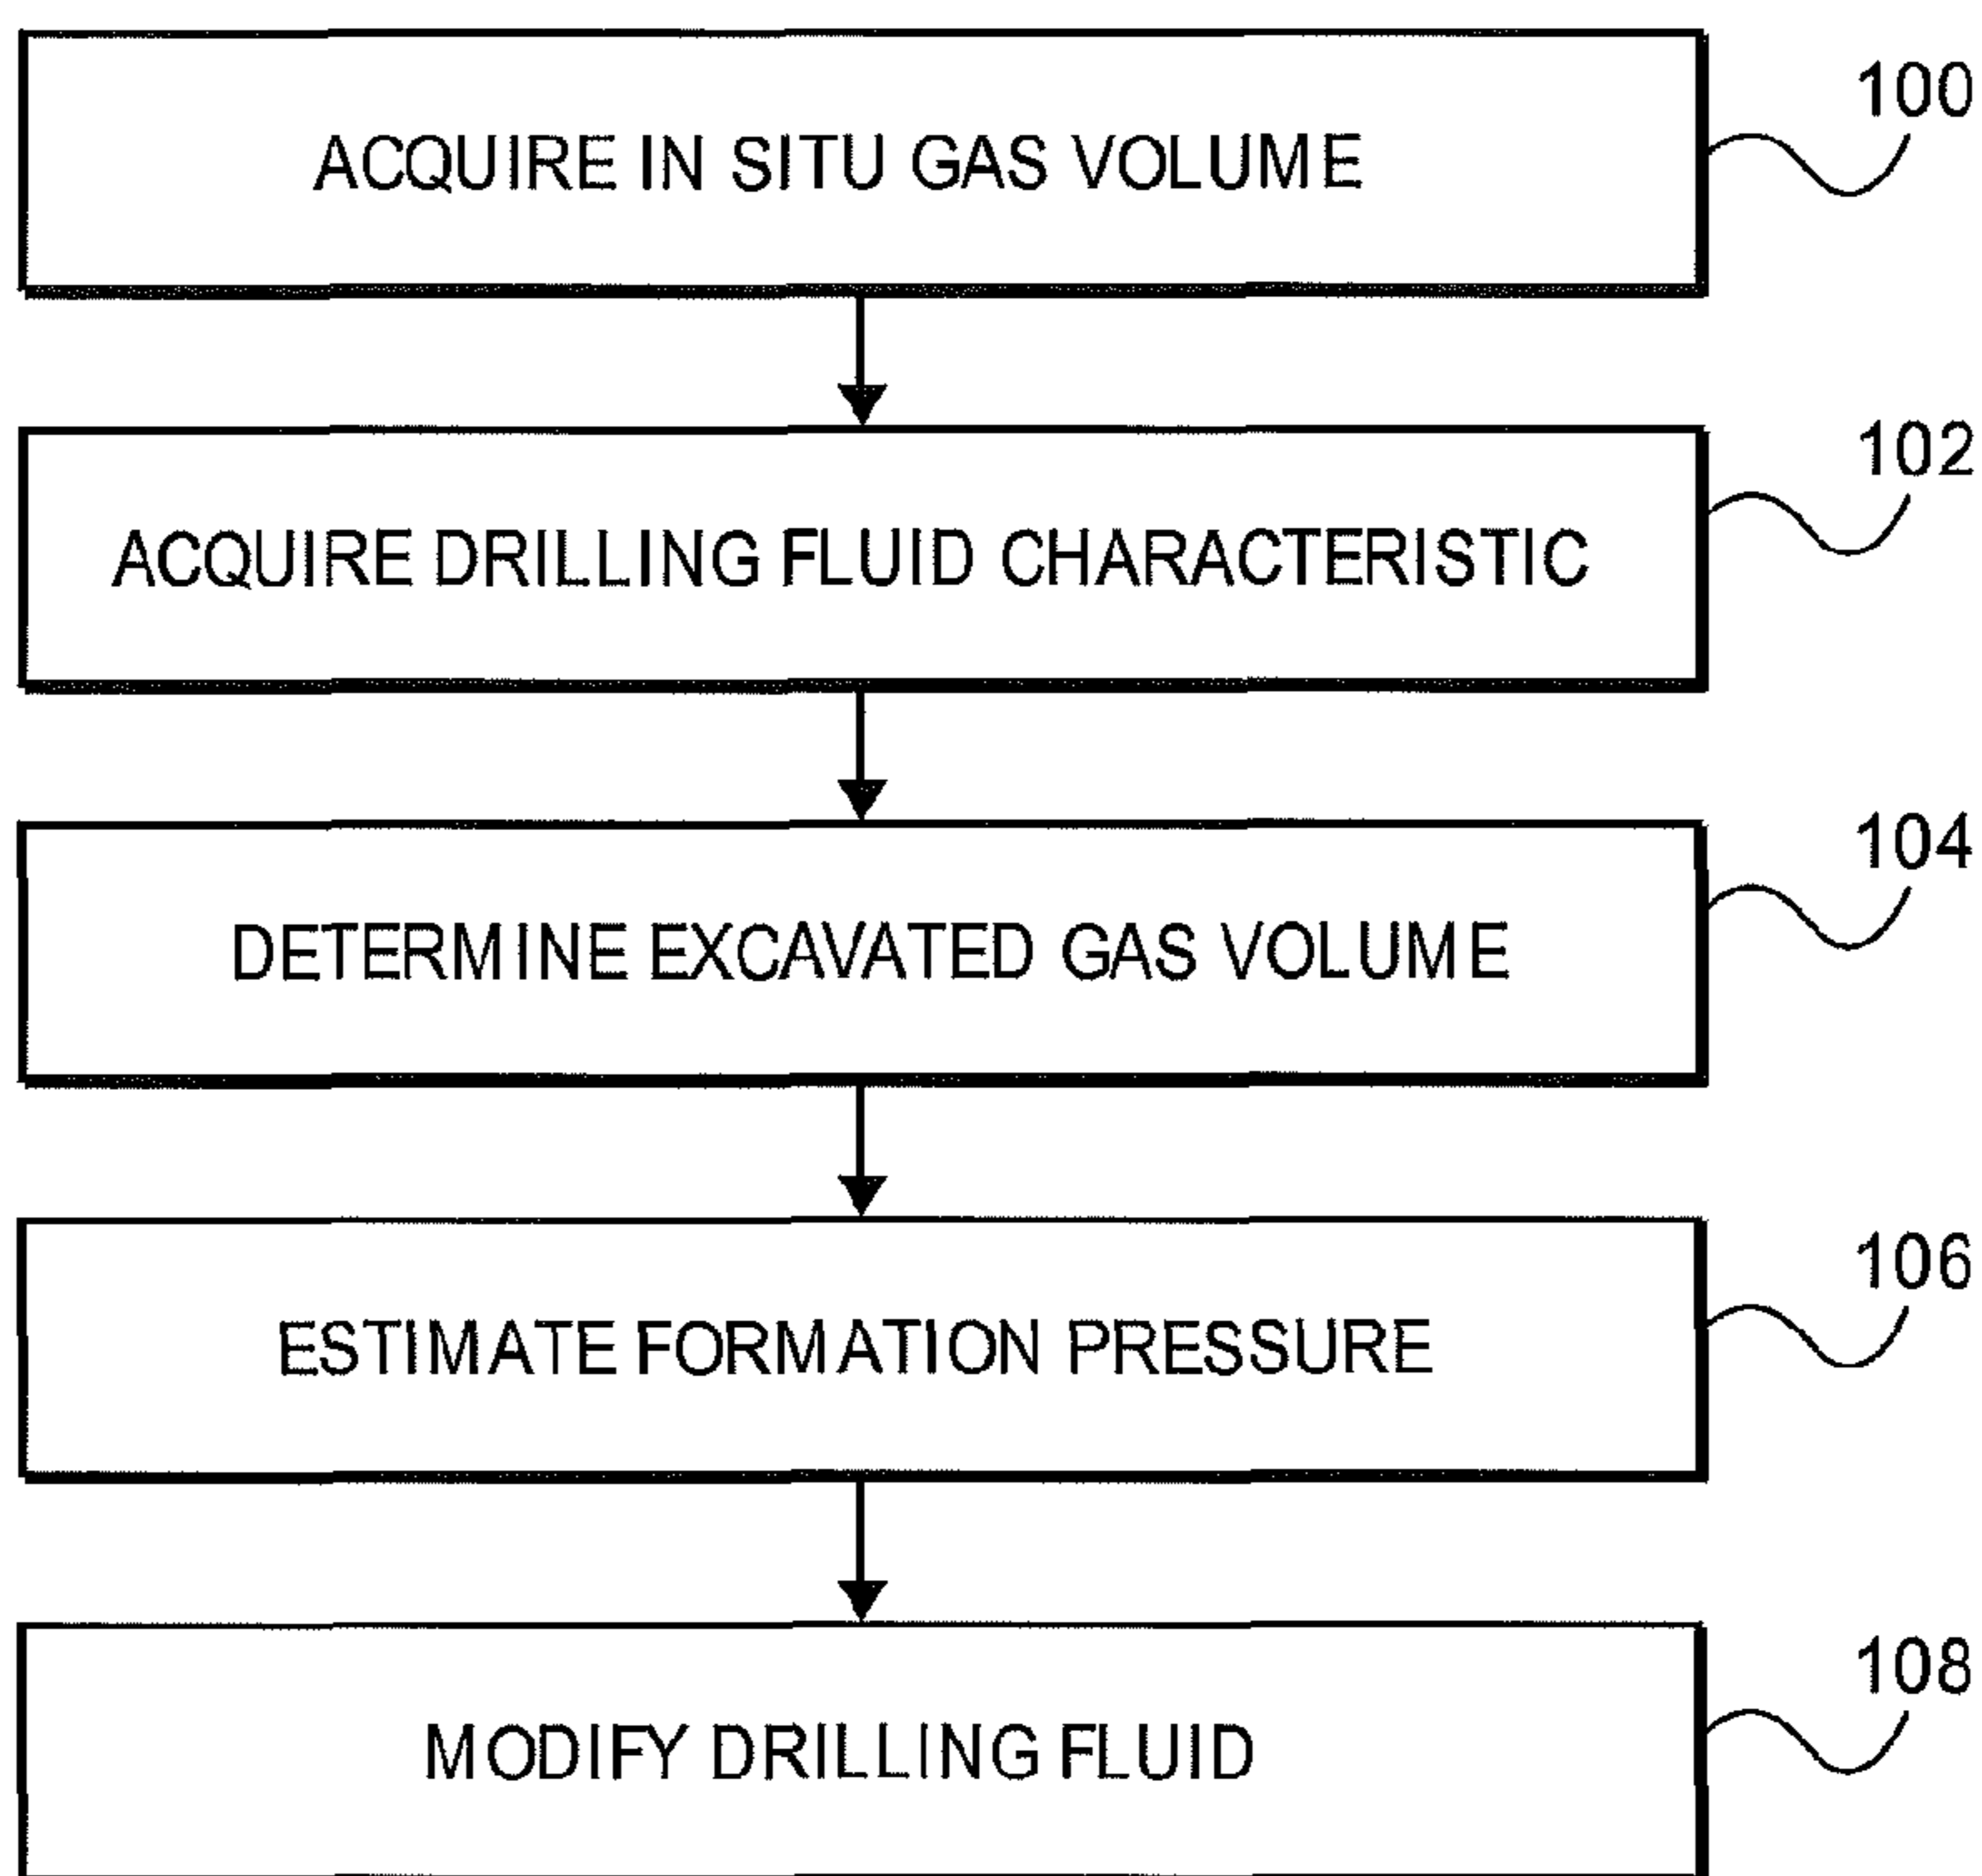 100
ACQUIRE IN SITU GAS VOLUME
102
ACQUIRE DRILLING FLUID CHARACTERISTIC
104
DETERMINE EXCAVATED GAS VOLUME
106
ESTIMATE FORMATION PRESSURE
108
MODIFY DRILLING FLUID